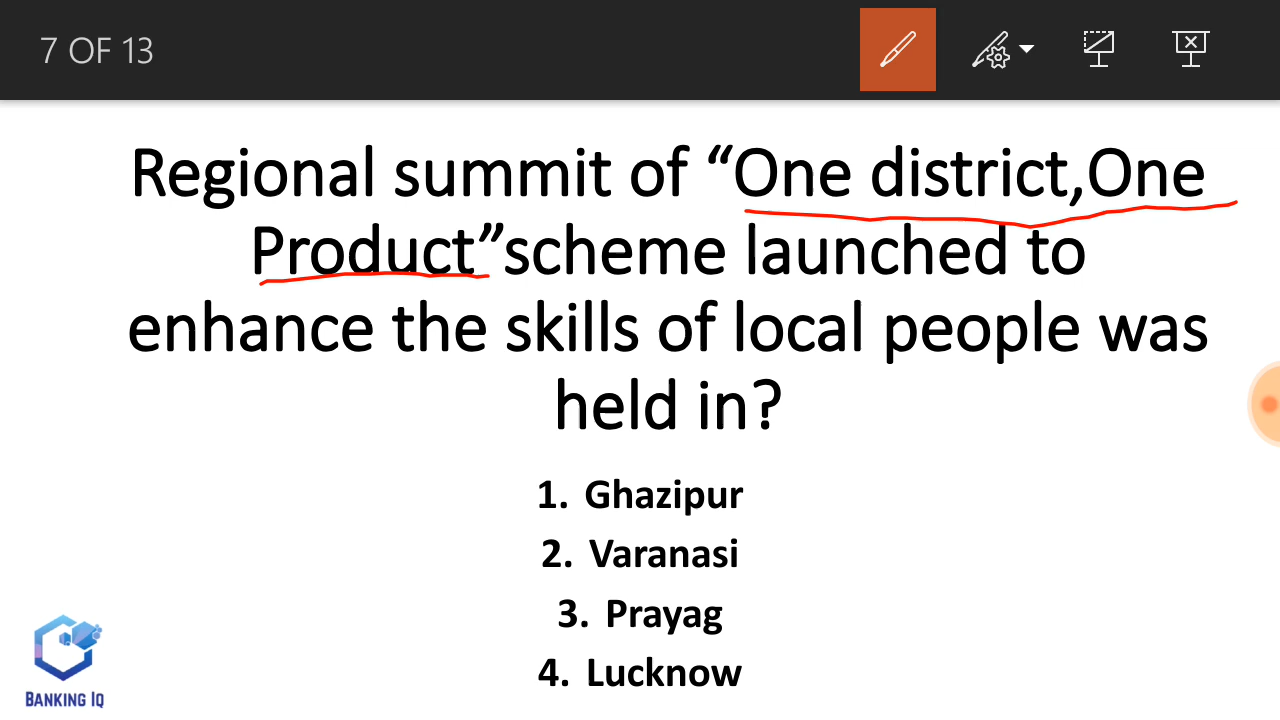 7 OF 13
Regional summit of “One district,One
Product”scheme launched to
enhance the skills of local people was
held in?
1. Ghazipur
2. Varanasi
3. Prayag
4. Lucknow
BANKING IQ